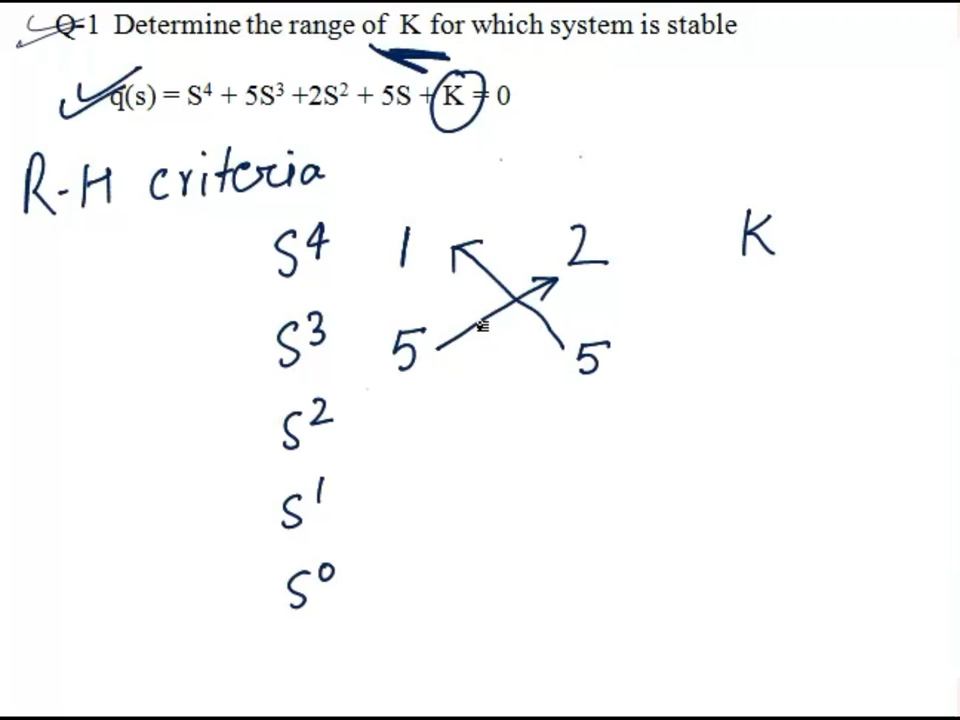 Q-1 Determine the range of K for which system is stable
q(s) = S⁴ + 5S³ +2S² + 5S + K = 0
R-H criteria
S⁴ 1 2 K
S³ 5 5
S²
S¹
S⁰